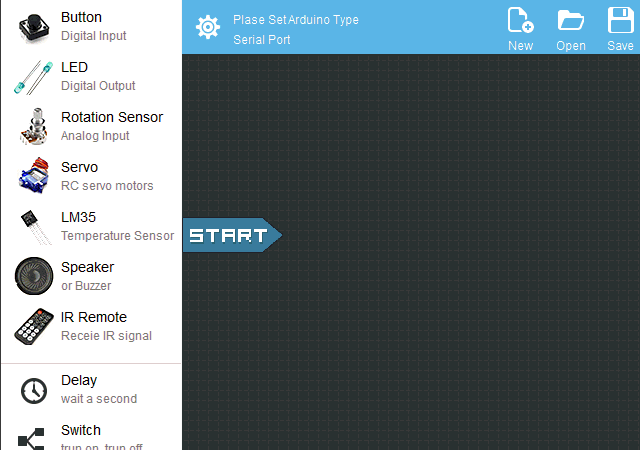 Button
Digital Input
LED
Digital Output
Rotation Sensor
Analog Input
Servo
RC servo motors
LM35
Temperature Sensor
Speaker
or Buzzer
IR Remote
Receie IR signal
Delay
wait a second
Switch
trun on, trun off
Plase SetArduino Type
Serial Port
New
Open
Save
START